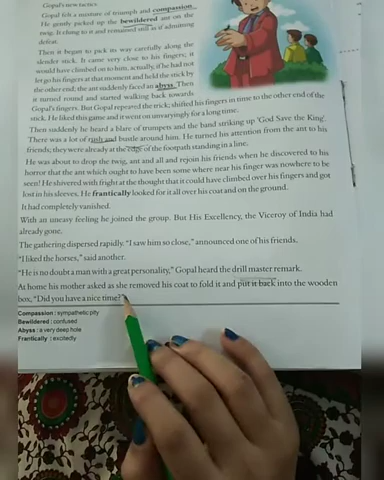 Gopal's new tactics.
Gopal felt a mixture of triumph and compassion.
He gently picked up the bewildered ant on the
twig. It clung to it and remained still as if admitting
defeat.
Then it began to pick its way carefully along the
slender stick. It came very close to his fingers; it
would have climbed on to him, actually, if he had not
let go his fingers at that moment and held the stick by
the other end, the ant suddenly faced an abyss. Then
it turned round and started walking back towards
Gopal's fingers. But Gopal repeated the trick; shifted his fingers in time to the other end of the
stick. He liked this game and it went on unvaryingly for a long time.
Then suddenly he heard a blare of trumpets and the band striking up 'God Save the King'.
There was a lot of rush and bustle around him. He turned his attention from the ant to his
friends; they were already at the edge of the footpath standing in a line.
He was about to drop the twig, ant and all and rejoin his friends when he discovered to his
horror that the ant which ought to have been some where near his finger was nowhere to be
seen! He shivered with fright at the thought that it could have climbed over his fingers and got
lost in his sleeves. He frantically looked for it all over his coat and on the ground.
It had completely vanished.
With an uneasy feeling he joined the group. But His Excellency, the Viceroy of India had
already gone.
The gathering dispersed rapidly. "I saw him so close," announced one of his friends.
"I liked the horses," said another.
"He is no doubt a man with a great personality," Gopal heard the drill master remark.
At home his mother asked as she removed his coat to fold it and put it back into the wooden
box, "Did you have a nice time?"
Compassion : sympathetic pity
Bewildered : confused
Abyss : a very deep hole
Frantically : excitedly